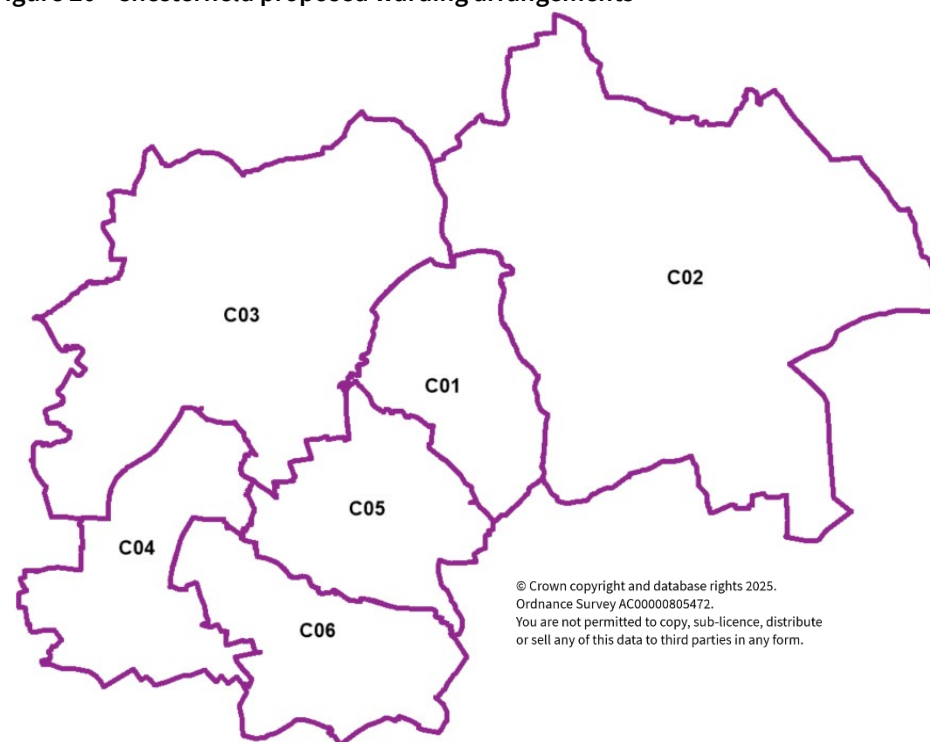 Chesterfield proposed warding arrangements
C02
C03
C01
C05
C04
C06
© Crown copyright and database rights 2025.
Ordnance Survey AC00000805472.
You are not permitted to copy, sub-licence, distribute
or sell any of this data to third parties in any form.